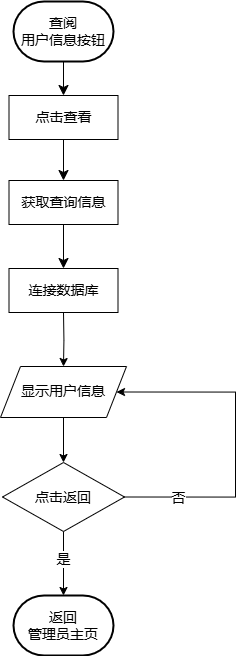 查阅
用户信息按钮
点击查看
获取查询信息
连接数据库
显示用户信息
点击返回
否
是
返回
管理员主页